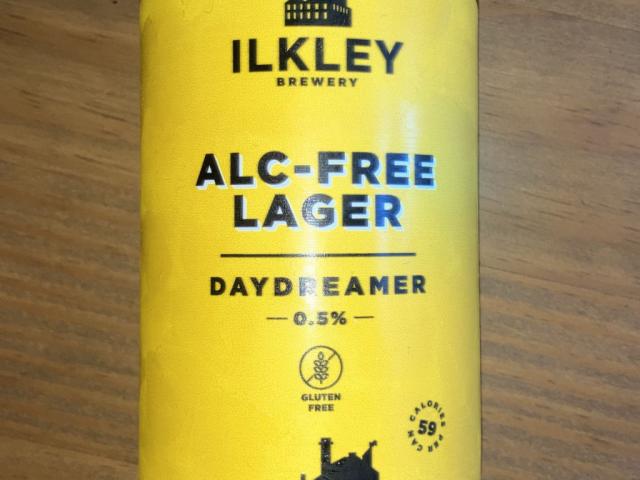 ILKLEY
BREWERY
ALC-FREE
LAGER
DAYDREAMER
0.5%
GLUTEN
FREE
CALORIES PER CAN
59